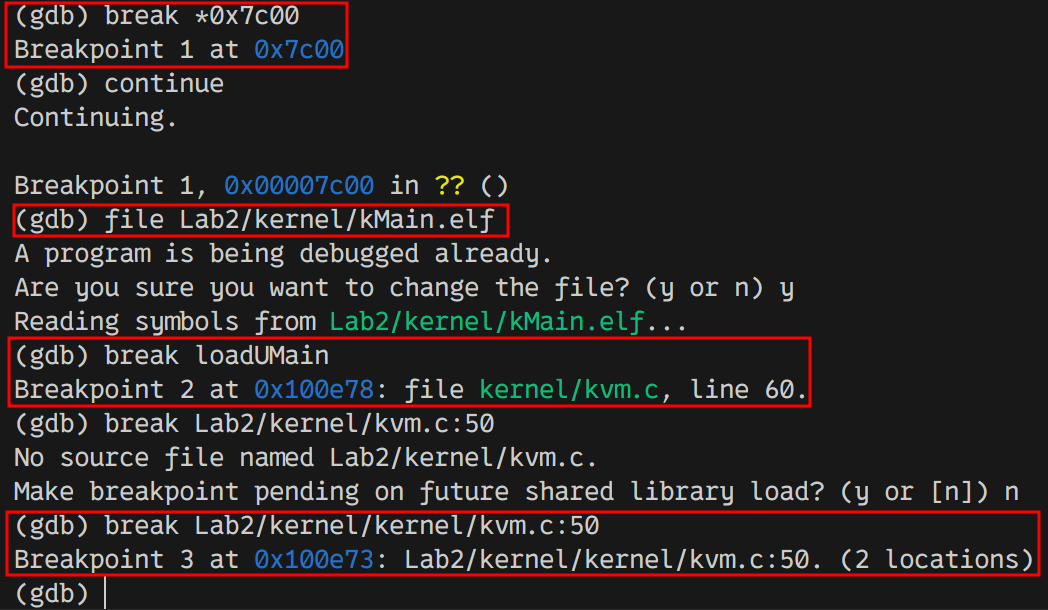 (gdb) break *0x7c00
Breakpoint 1 at 0x7c00
(gdb) continue
Continuing.
Breakpoint 1, 0x00007c00 in ?? ()
(gdb) file Lab2/kernel/kMain.elf
A program is being debugged already.
Are you sure you want to change the file? (y or n) y
Reading symbols from Lab2/kernel/kMain.elf...
(gdb) break loadUMain
Breakpoint 2 at 0x100e78: file kernel/kvm.c, line 60.
(gdb) break Lab2/kernel/kvm.c:50
No source file named Lab2/kernel/kvm.c.
Make breakpoint pending on future shared library load? (y or [n]) n
(gdb) break Lab2/kernel/kernel/kvm.c:50
Breakpoint 3 at 0x100e73: Lab2/kernel/kernel/kvm.c:50. (2 locations)
(gdb)